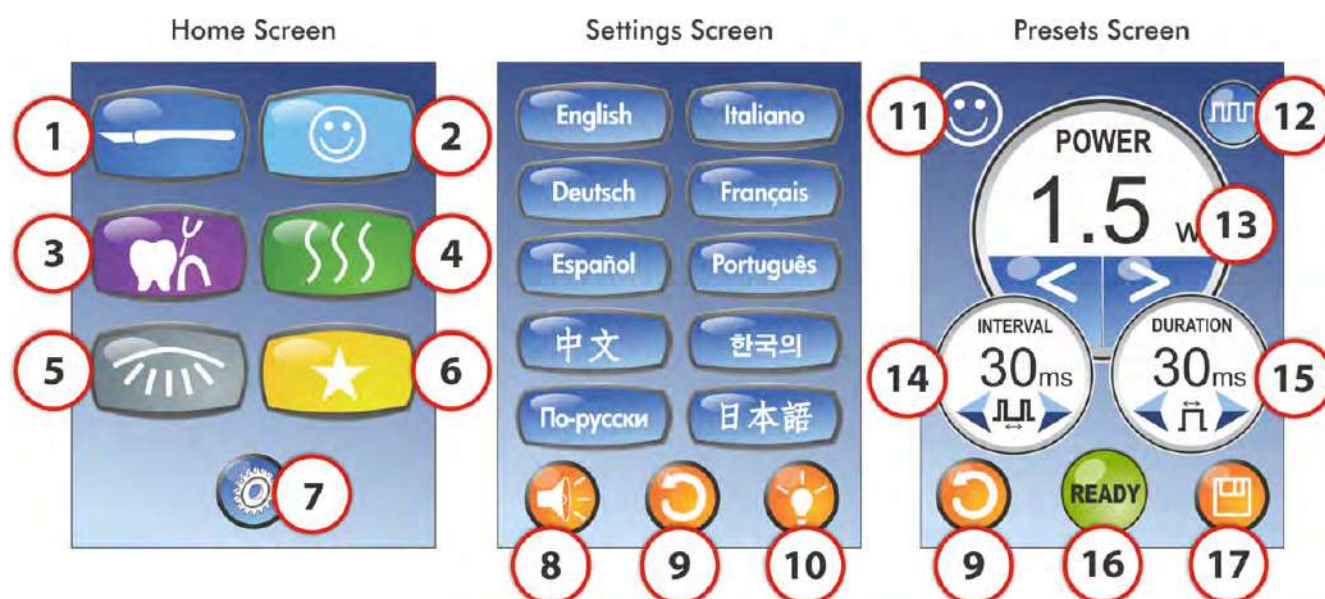 Home Screen
Settings Screen
Presets Screen
1
2
3
4
5
6
7
English
Italiano
Deutsch
Français
Español
Português
中文
한국의
По-русски
日本語
8
9
10
11
12
POWER
1.5 W
13
INTERVAL
30ms
14
DURATION
30ms
15
READY
9
16
17